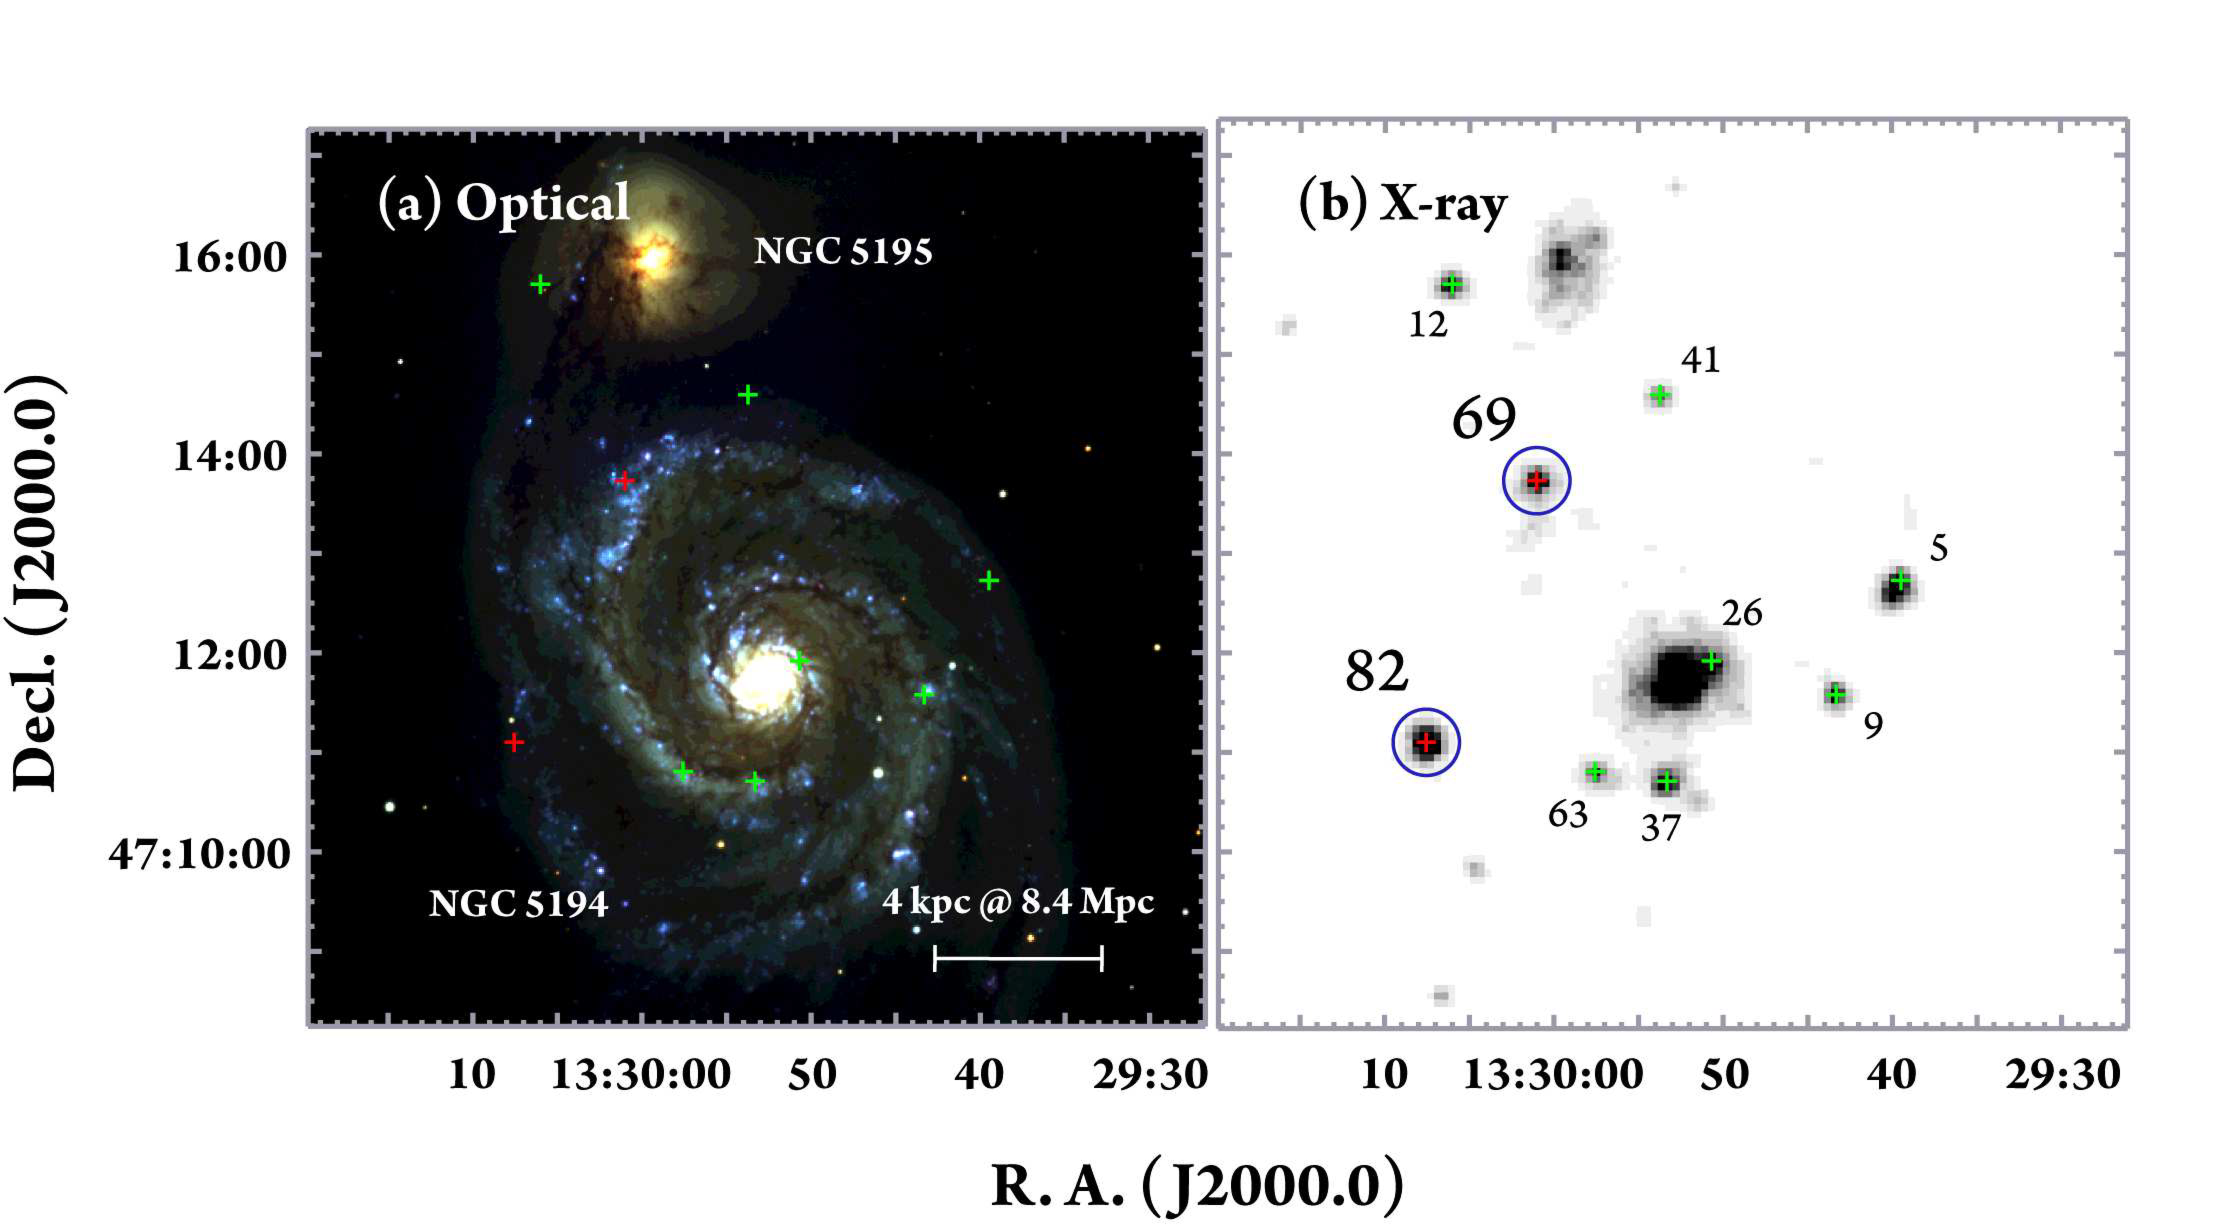 (a) Optical
NGC 5195
NGC 5194
4 kpc @ 8.4 Mpc
(b) X-ray
12
41
69
5
26
82
9
63
37
16:00
14:00
12:00
47:10:00
Decl. (J2000.0)
10 13:30:00 50 40 29:30
10 13:30:00 50 40 29:30
R. A. (J2000.0)